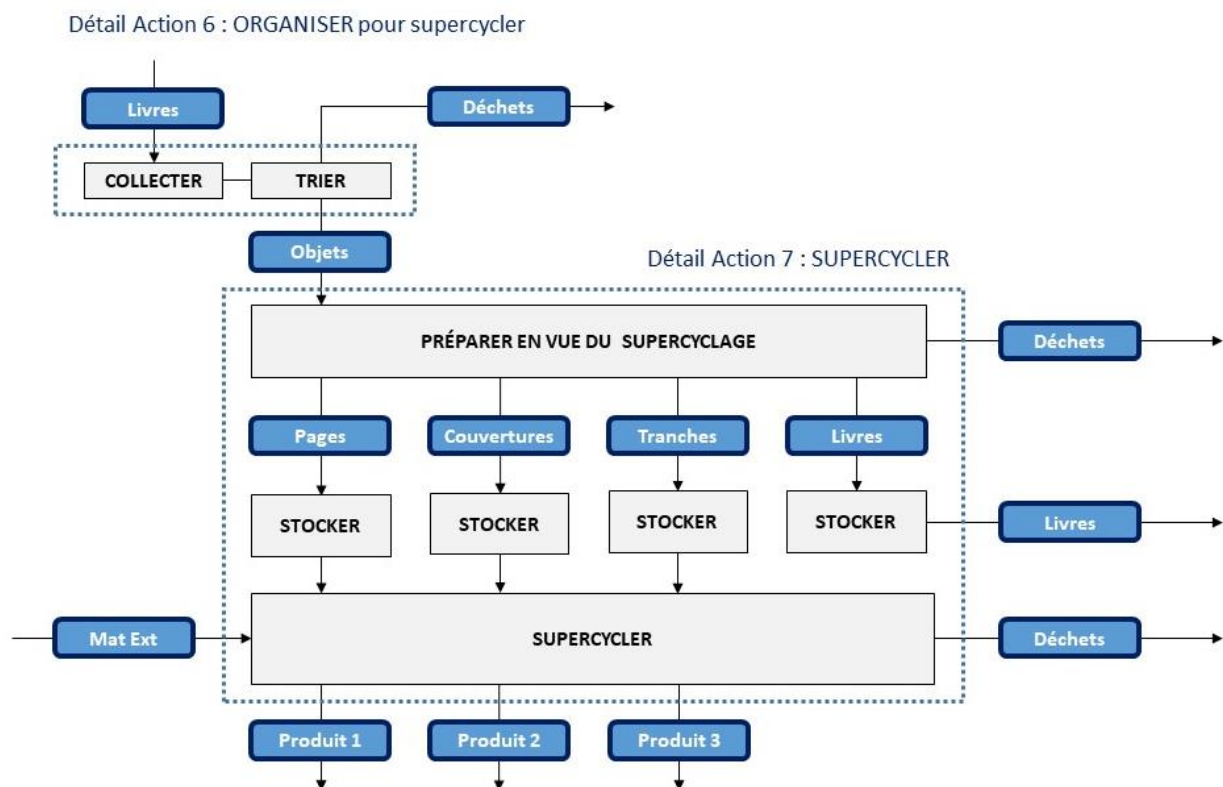 Détail Action 6 : ORGANISER pour supercycler
Livres
Déchets
COLLECTER
TRIER
Objets
Détail Action 7 : SUPERCYCLER
PRÉPARER EN VUE DU SUPERCYCLAGE
Déchets
Pages
Couvertures
Tranches
Livres
STOCKER
STOCKER
STOCKER
STOCKER
Livres
Mat Ext
SUPERCYCLER
Déchets
Produit 1
Produit 2
Produit 3